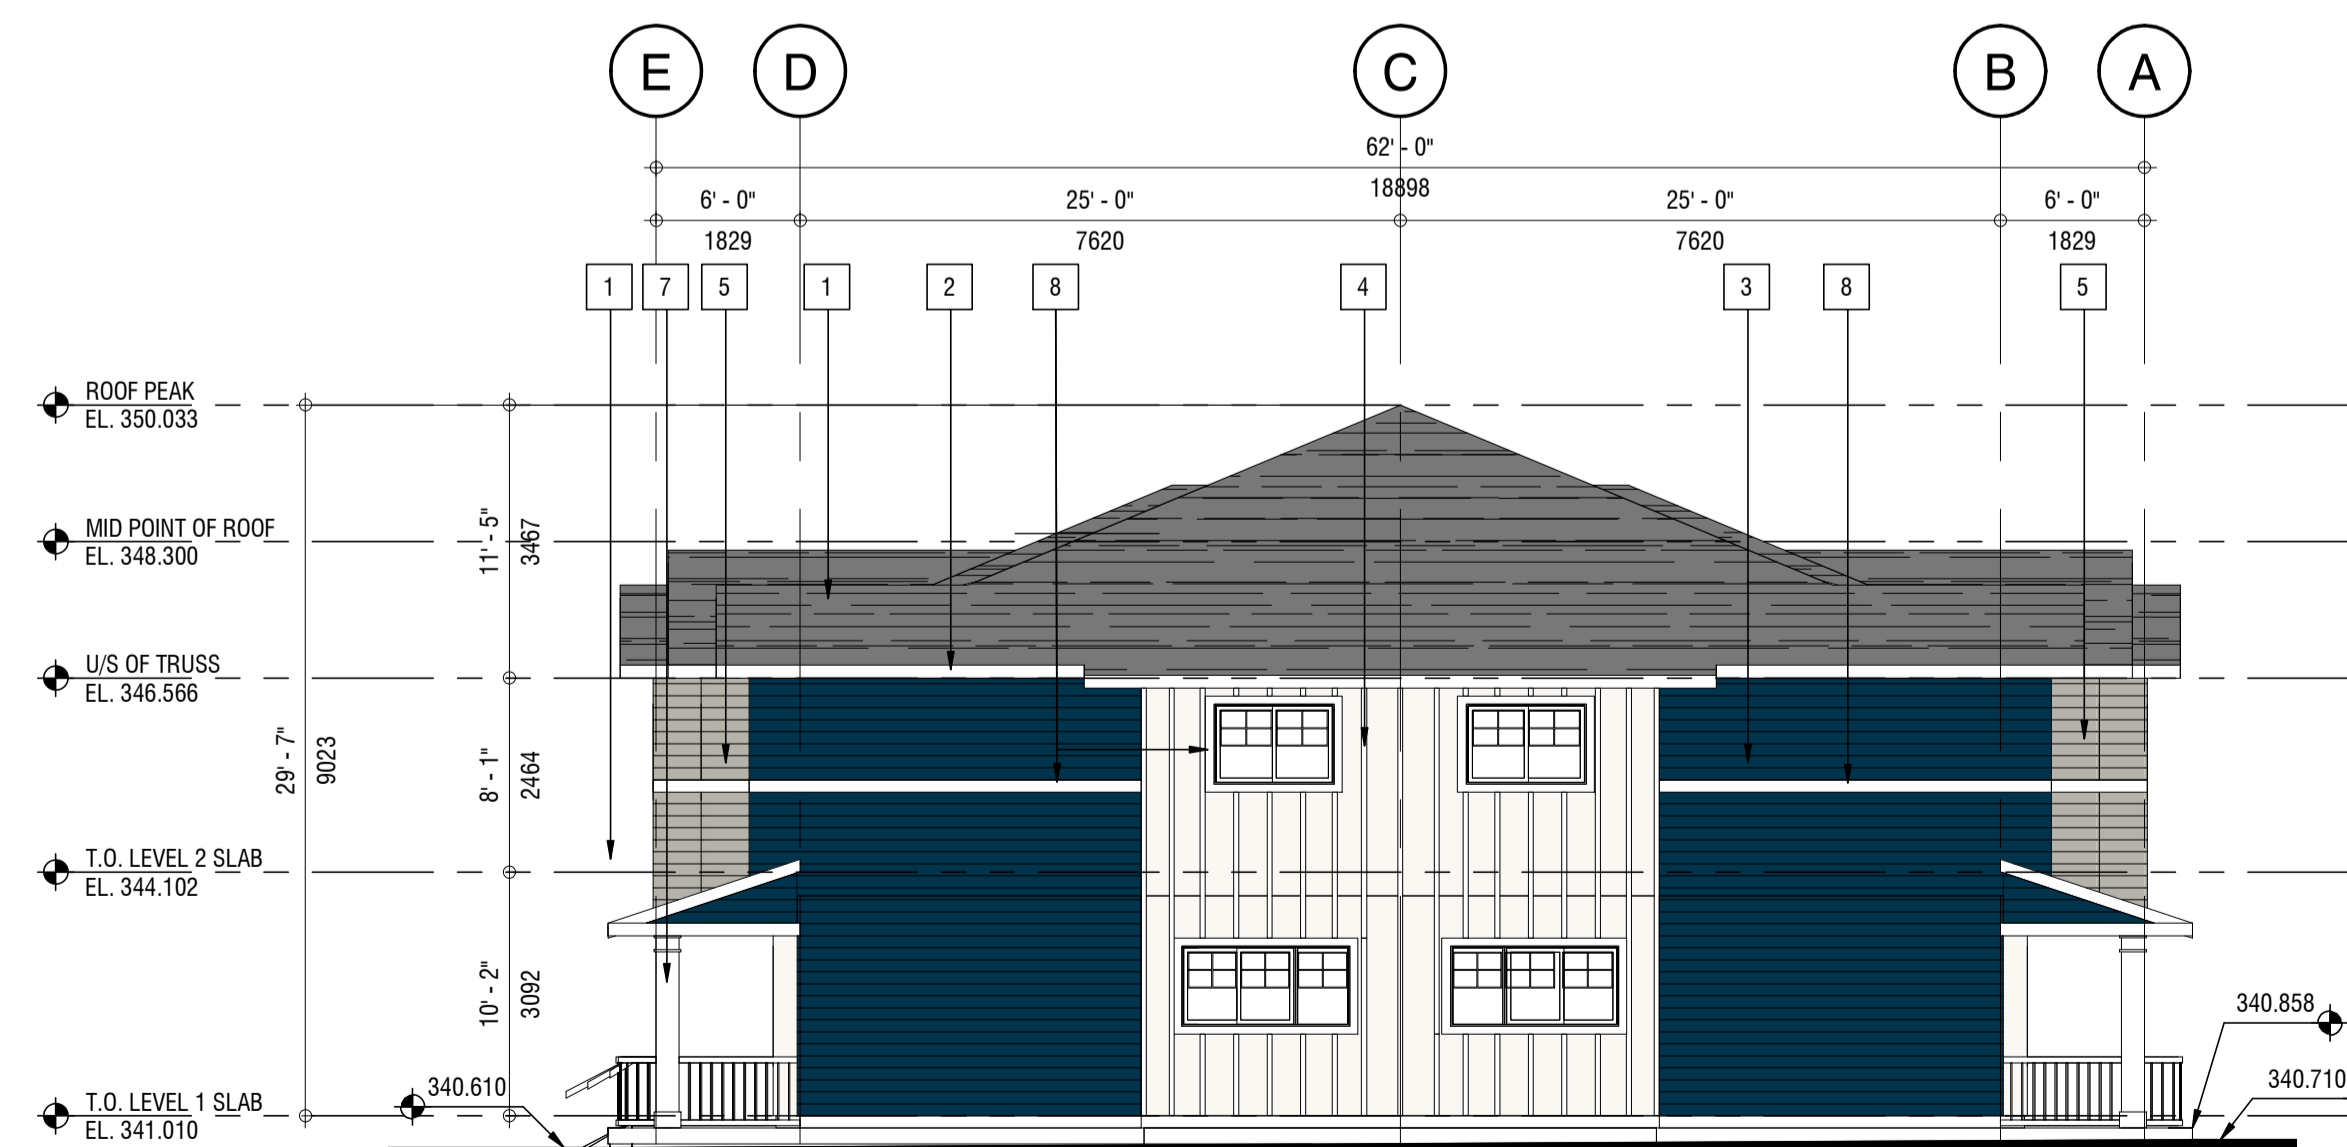 E D C B A
62' - 0"
18898
6' - 0" 25' - 0" 25' - 0" 6' - 0"
1829 7620 7620 1829
1 7 5 1 2 8 4 3 8 5
ROOF PEAK
EL. 350.033
MID POINT OF ROOF
EL. 348.300
11' - 5"
3467
U/S OF TRUSS
EL. 346.566
29' - 7"
9023
8' - 1"
2464
T.O. LEVEL 2 SLAB
EL. 344.102
10' - 2"
3092
340.858
340.710
340.610
T.O. LEVEL 1 SLAB
EL. 341.010